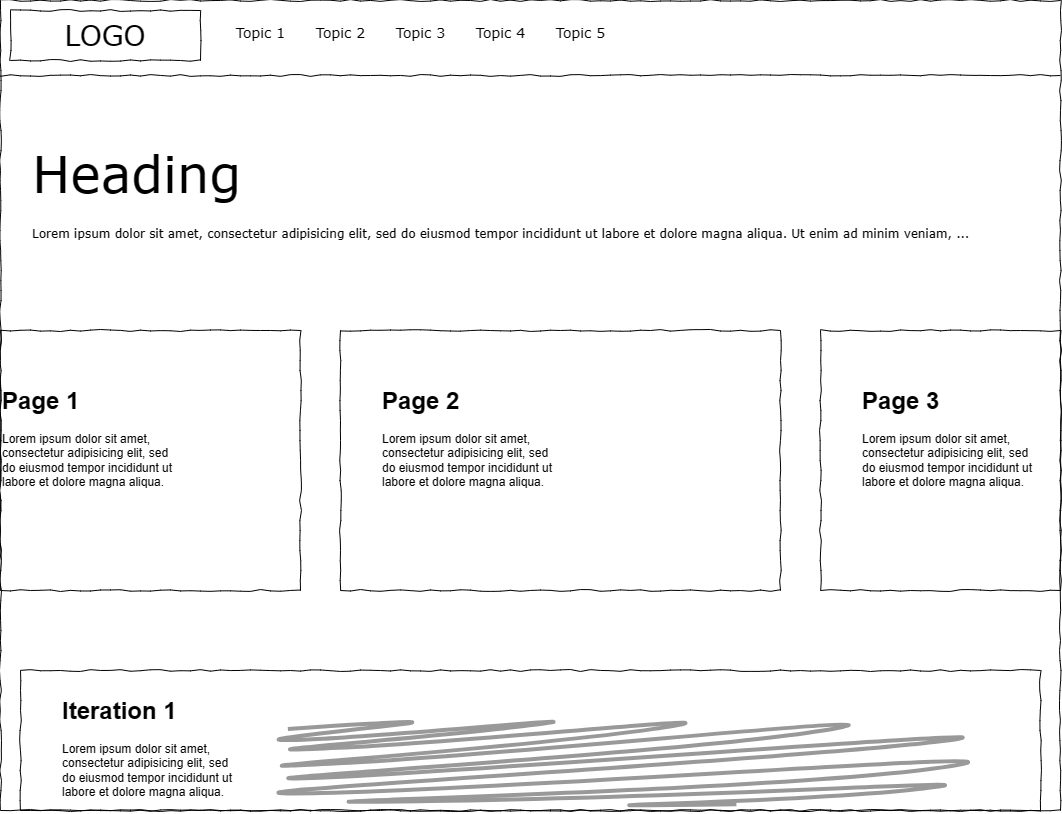 LOGO
Topic 1
Topic 2
Topic 3
Topic 4
Topic 5
Heading
Lorem ipsum dolor sit amet, consectetur adipisicing elit, sed do eiusmod tempor incididunt ut labore et dolore magna aliqua. Ut enim ad minim veniam, ...
Page 1
Lorem ipsum dolor sit amet,
consectetur adipisicing elit, sed
do eiusmod tempor incididunt ut
labore et dolore magna aliqua.
Page 2
Lorem ipsum dolor sit amet,
consectetur adipisicing elit, sed
do eiusmod tempor incididunt ut
labore et dolore magna aliqua.
Page 3
Lorem ipsum dolor sit amet,
consectetur adipisicing elit, sed
do eiusmod tempor incididunt ut
labore et dolore magna aliqua.
Iteration 1
Lorem ipsum dolor sit amet,
consectetur adipisicing elit, sed
do eiusmod tempor incididunt ut
labore et dolore magna aliqua.